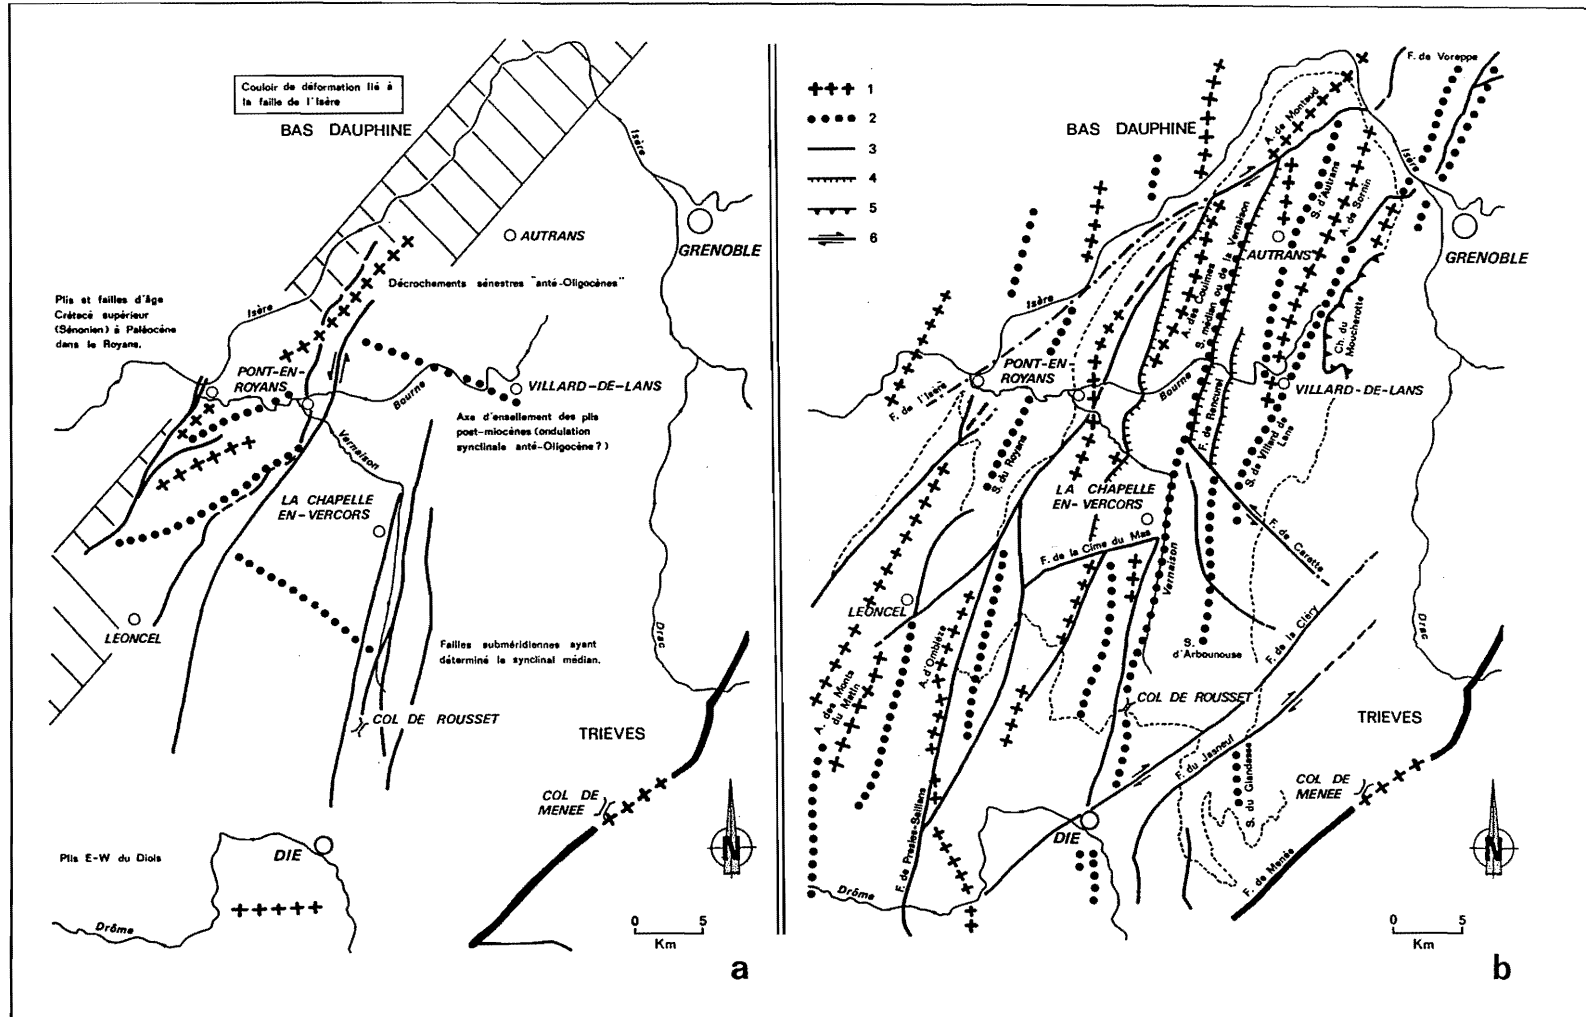 Couloir de déformation lié à
la faille de l'Isère
BAS DAUPHINE
Isère
GRENOBLE
AUTRANS
Décrochements sénestres "anté-Oligocènes"
Plis et failles d'âge
Crétacé supérieur
(Sénonien) à Paléocène
dans le Royans.
Isère
PONT-EN-
ROYANS
Bourne
VILLARD-DE-LANS
Axe d'ensellement des plis
post-miocènes (ondulation
synclinale anté-Oligocène?)
Vernaison
LA CHAPELLE
EN-VERCORS
LEONCEL
Drac
Failles subméridiennes ayant
déterminé le synclinal médian.
COL DE ROUSSET
TRIEVES
COL DE
MENEE
DIE
Plis E-W du Diois
Drôme
N
0 5
Km
a
1
2
3
4
5
6
BAS DAUPHINE
F. de Voreppe
A. de Montaud
Isère
S. d'Autrans
A. de Sornin
GRENOBLE
AUTRANS
A. des Coulmes
S. médian ou de la Vernaison
Isère
Ch. du
Moucherotte
PONT-EN-
ROYANS
F. de l'Isère
Bourne
VILLARD-DE-LANS
F. de Rencurel
S. de Villard de
Lans
S. du Royans
LA CHAPELLE
EN-VERCORS
F. de Carette
F. de la Cime du Mas
Vernaison
LEONCEL
Drac
F. de la Cléry
S.
d'Arbounouse
A. d'Omblèze
A. des Monts
du Matin
COL DE ROUSSET
TRIEVES
F. du Jasneuf
S. du Glandasse
COL DE
MENEE
DIE
F. de Presles-Saillans
F. de Menée
Drôme
N
0 5
Km
b